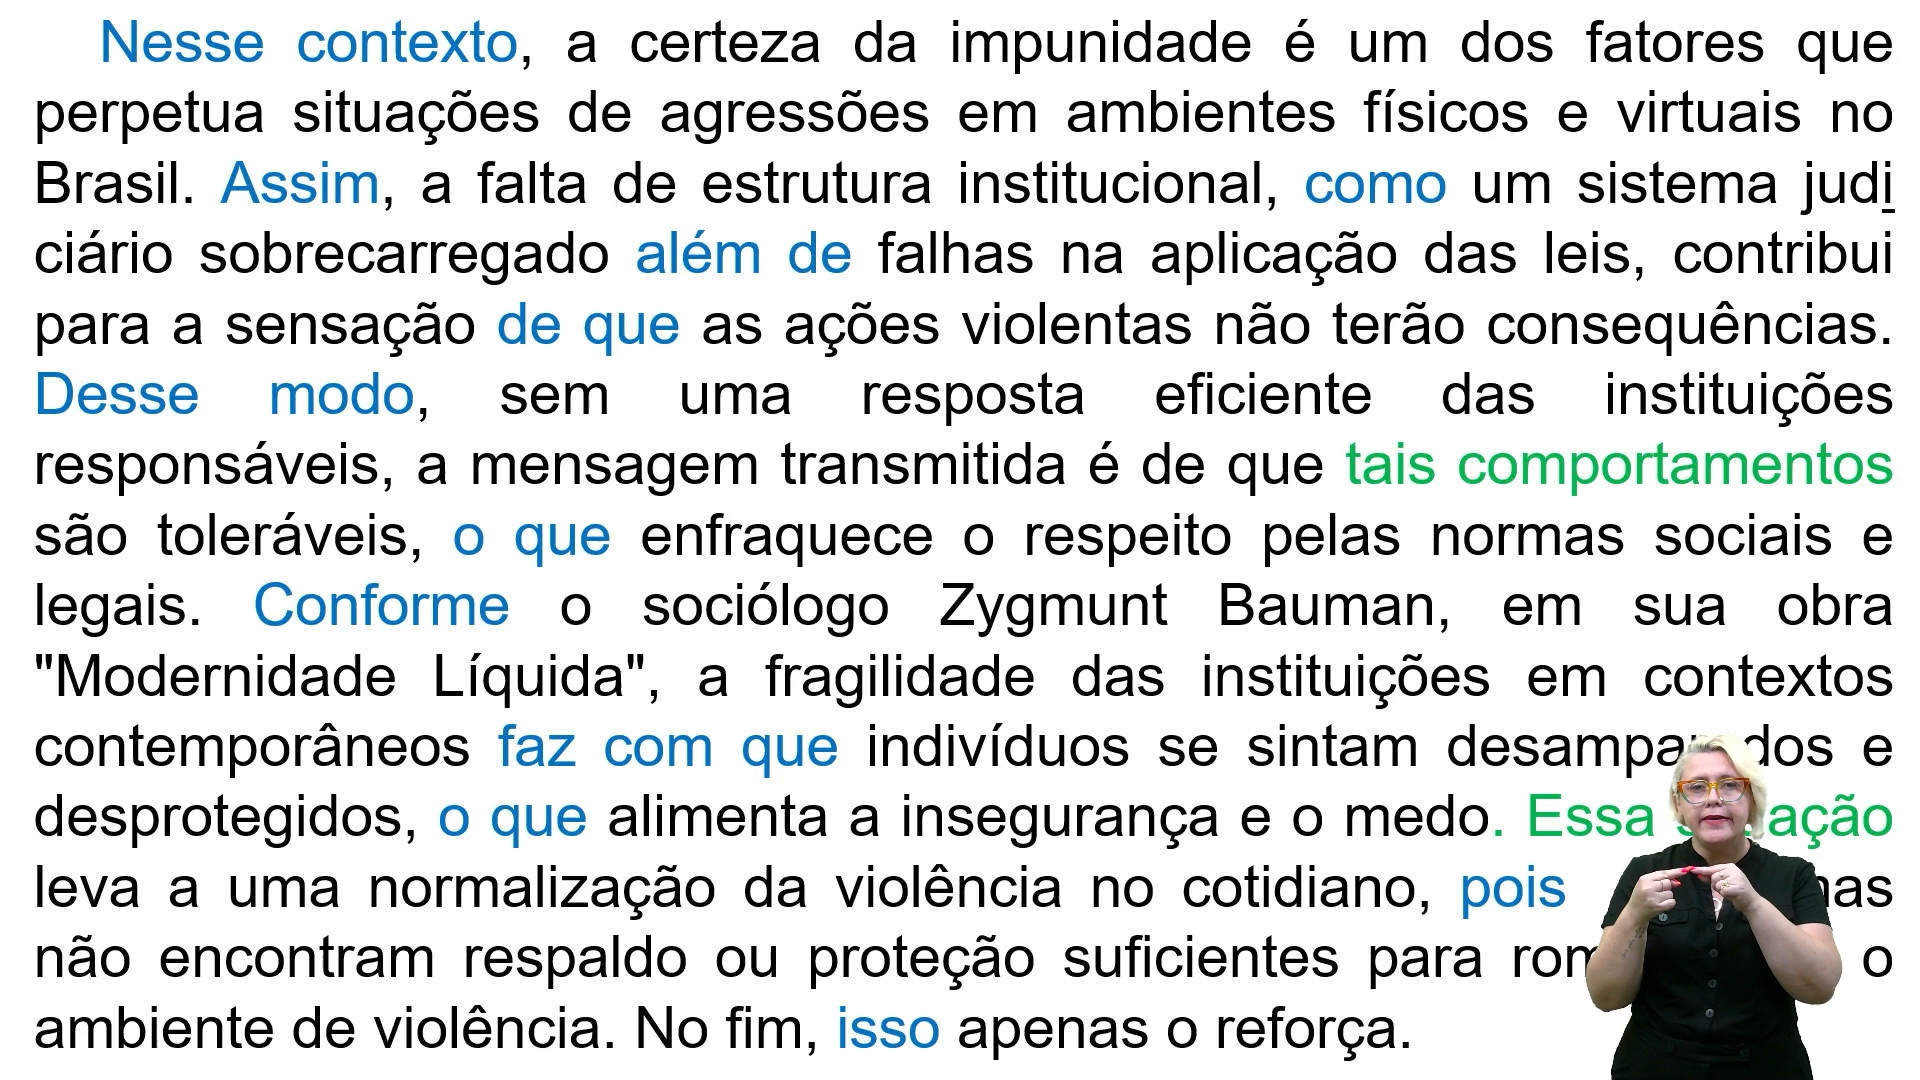 Nesse contexto, a certeza da impunidade é um dos fatores que
perpetua situações de agressões em ambientes físicos e virtuais no
Brasil. Assim, a falta de estrutura institucional, como um sistema judi
ciário sobrecarregado além de falhas na aplicação das leis, contribui
para a sensação de que as ações violentas não terão consequências.
Desse modo, sem uma resposta eficiente das instituições
responsáveis, a mensagem transmitida é de que tais comportamentos
são toleráveis, o que enfraquece o respeito pelas normas sociais e
legais. Conforme o sociólogo Zygmunt Bauman, em sua obra
"Modernidade Líquida", a fragilidade das instituições em contextos
contemporâneos faz com que indivíduos se sintam desamparados e
desprotegidos, o que alimenta a insegurança e o medo. Essa
leva a uma normalização da violência no cotidiano, pois
não encontram respaldo ou proteção suficientes para o
ambiente de violência. No fim, isso apenas o reforça.